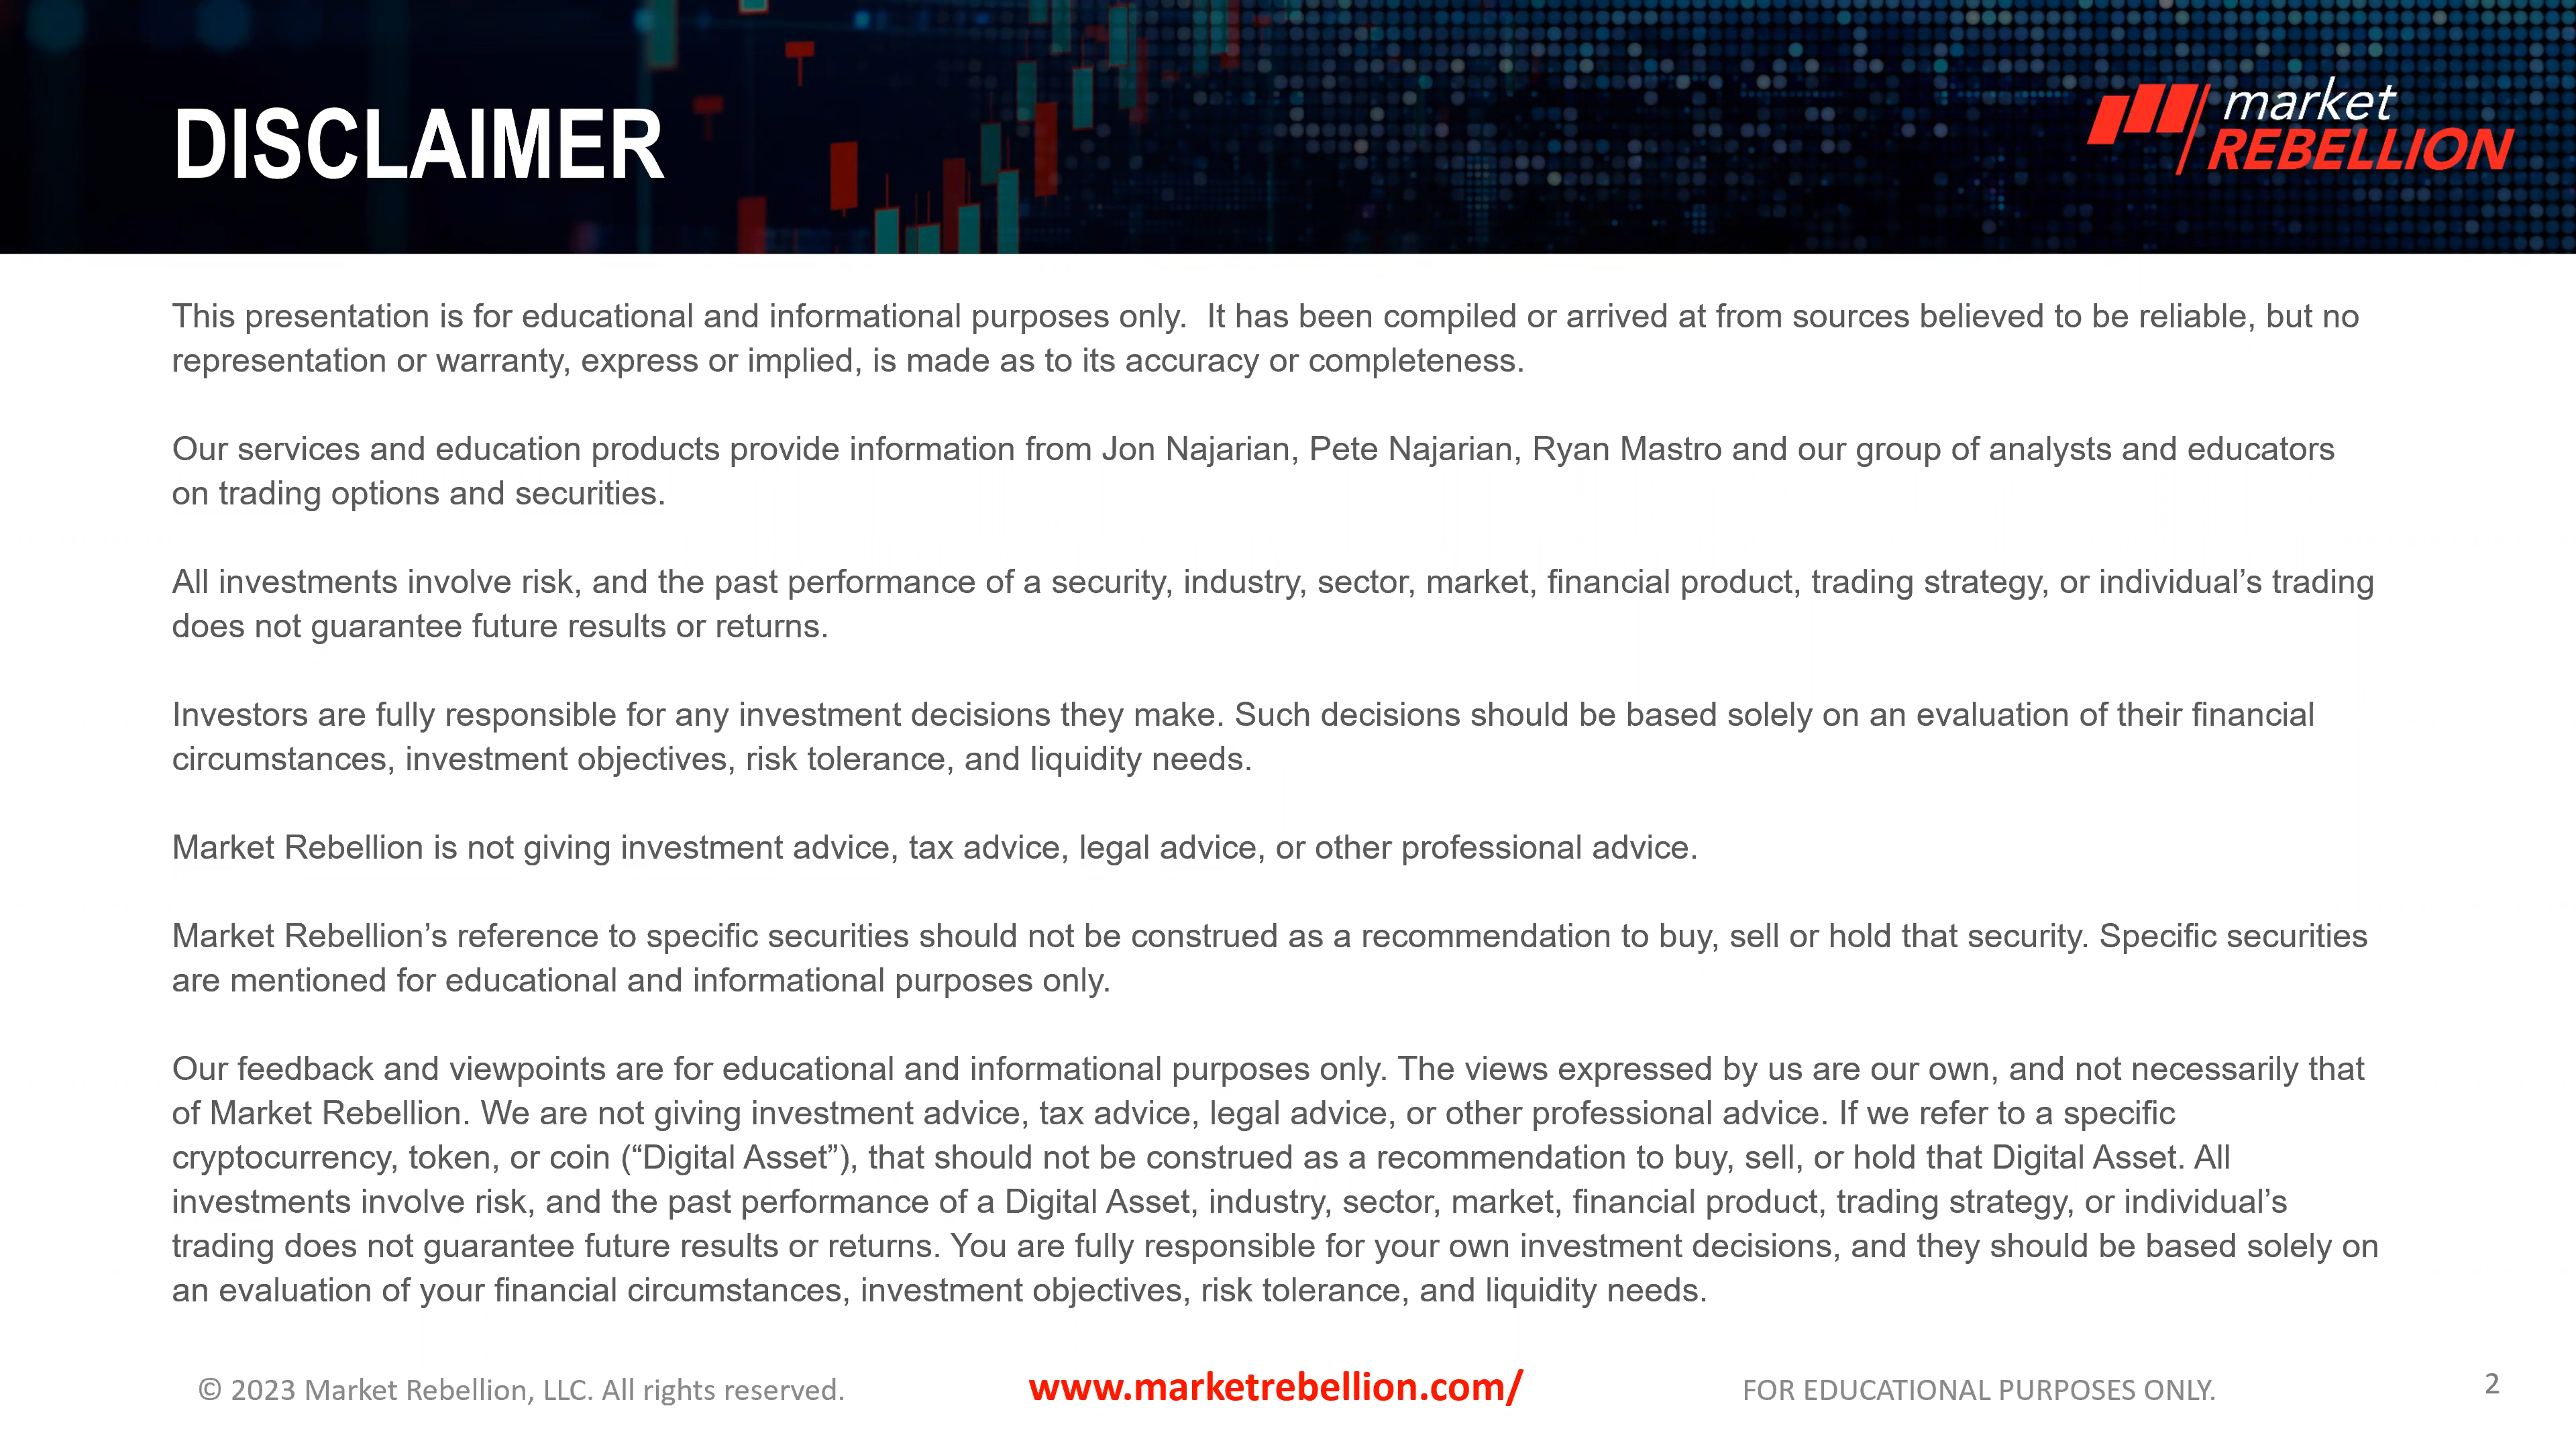 DISCLAIMER
market
REBELLION
This presentation is for educational and informational purposes only.  It has been compiled or arrived at from sources believed to be reliable, but no
representation or warranty, express or implied, is made as to its accuracy or completeness.
Our services and education products provide information from Jon Najarian, Pete Najarian, Ryan Mastro and our group of analysts and educators
on trading options and securities.
All investments involve risk, and the past performance of a security, industry, sector, market, financial product, trading strategy, or individual’s trading
does not guarantee future results or returns.
Investors are fully responsible for any investment decisions they make. Such decisions should be based solely on an evaluation of their financial
circumstances, investment objectives, risk tolerance, and liquidity needs.
Market Rebellion is not giving investment advice, tax advice, legal advice, or other professional advice.
Market Rebellion’s reference to specific securities should not be construed as a recommendation to buy, sell or hold that security. Specific securities
are mentioned for educational and informational purposes only.
Our feedback and viewpoints are for educational and informational purposes only. The views expressed by us are our own, and not necessarily that
of Market Rebellion. We are not giving investment advice, tax advice, legal advice, or other professional advice. If we refer to a specific
cryptocurrency, token, or coin (“Digital Asset”), that should not be construed as a recommendation to buy, sell, or hold that Digital Asset. All
investments involve risk, and the past performance of a Digital Asset, industry, sector, market, financial product, trading strategy, or individual’s
trading does not guarantee future results or returns. You are fully responsible for your own investment decisions, and they should be based solely on
an evaluation of your financial circumstances, investment objectives, risk tolerance, and liquidity needs.
© 2023 Market Rebellion, LLC. All rights reserved.
www.marketrebellion.com/
FOR EDUCATIONAL PURPOSES ONLY.
2